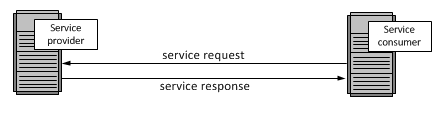 Service
provider
Service
consumer
service request
service response